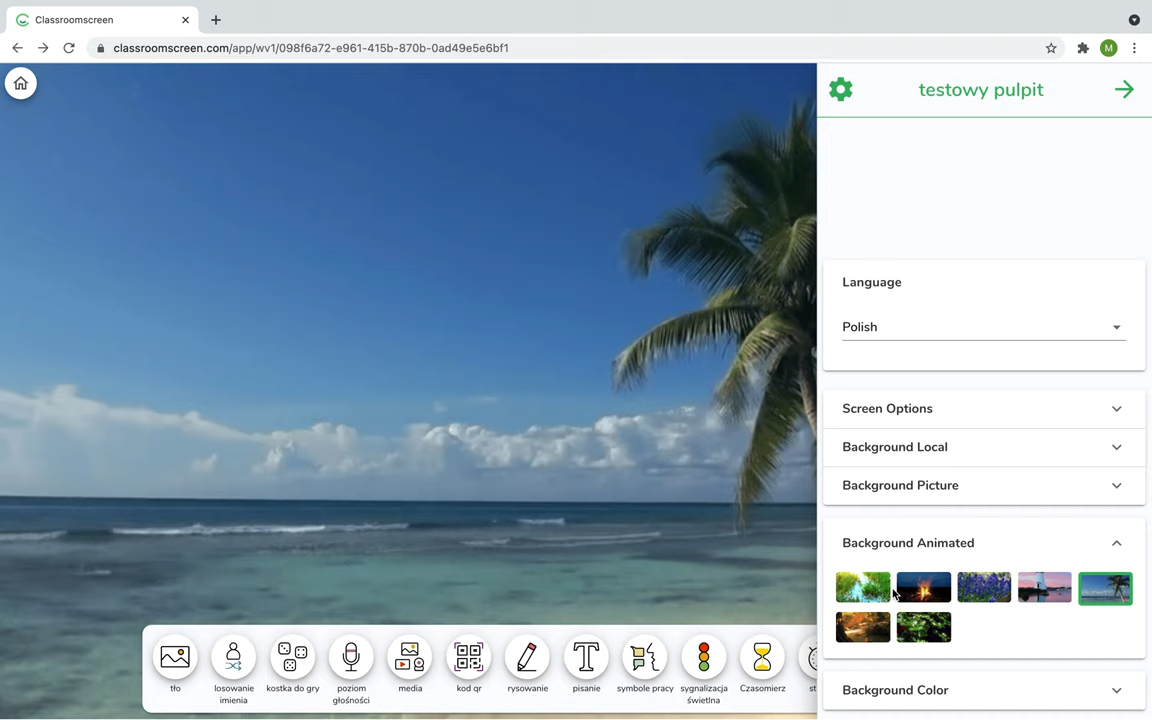 Classroomscreen
classroomscreen.com/app/wv1/098f6a72-e961-415b-870b-0ad49e5e6bf1
M
testowy pulpit
Language
Polish
Screen Options
Background Local
Background Picture
Background Animated
Background Color
tło
losowanie imienia
kostka do gry
poziom głośności
media
kod qr
rysowanie
pisanie
symbole pracy
sygnalizacja świetlna
Czasomierz